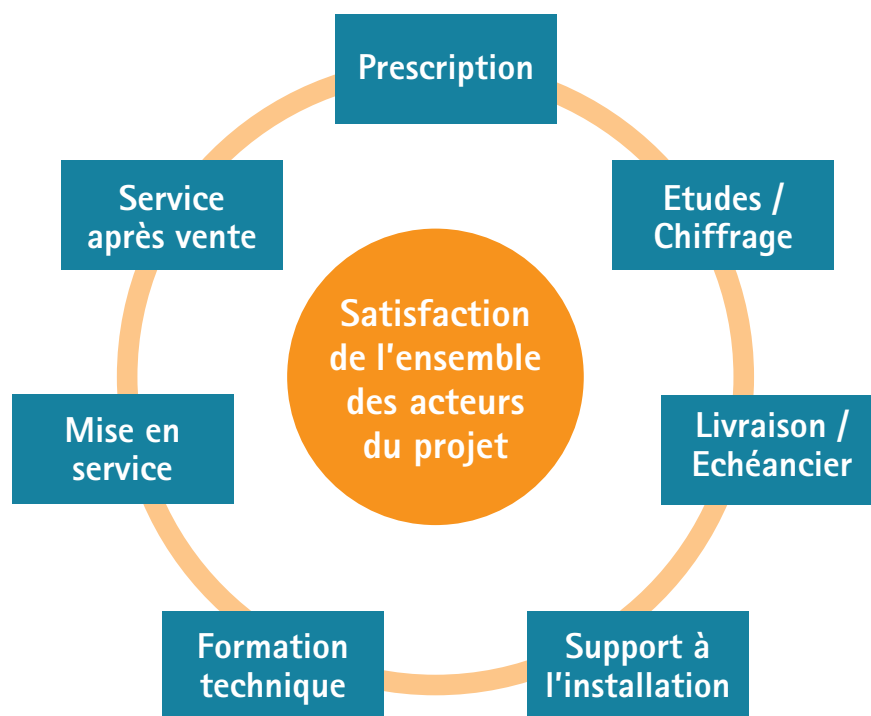 Prescription
Etudes /
Chiffrage
Livraison /
Echéancier
Support à
l'installation
Formation
technique
Mise en
service
Service
après vente
Satisfaction
de l'ensemble
des acteurs
du projet